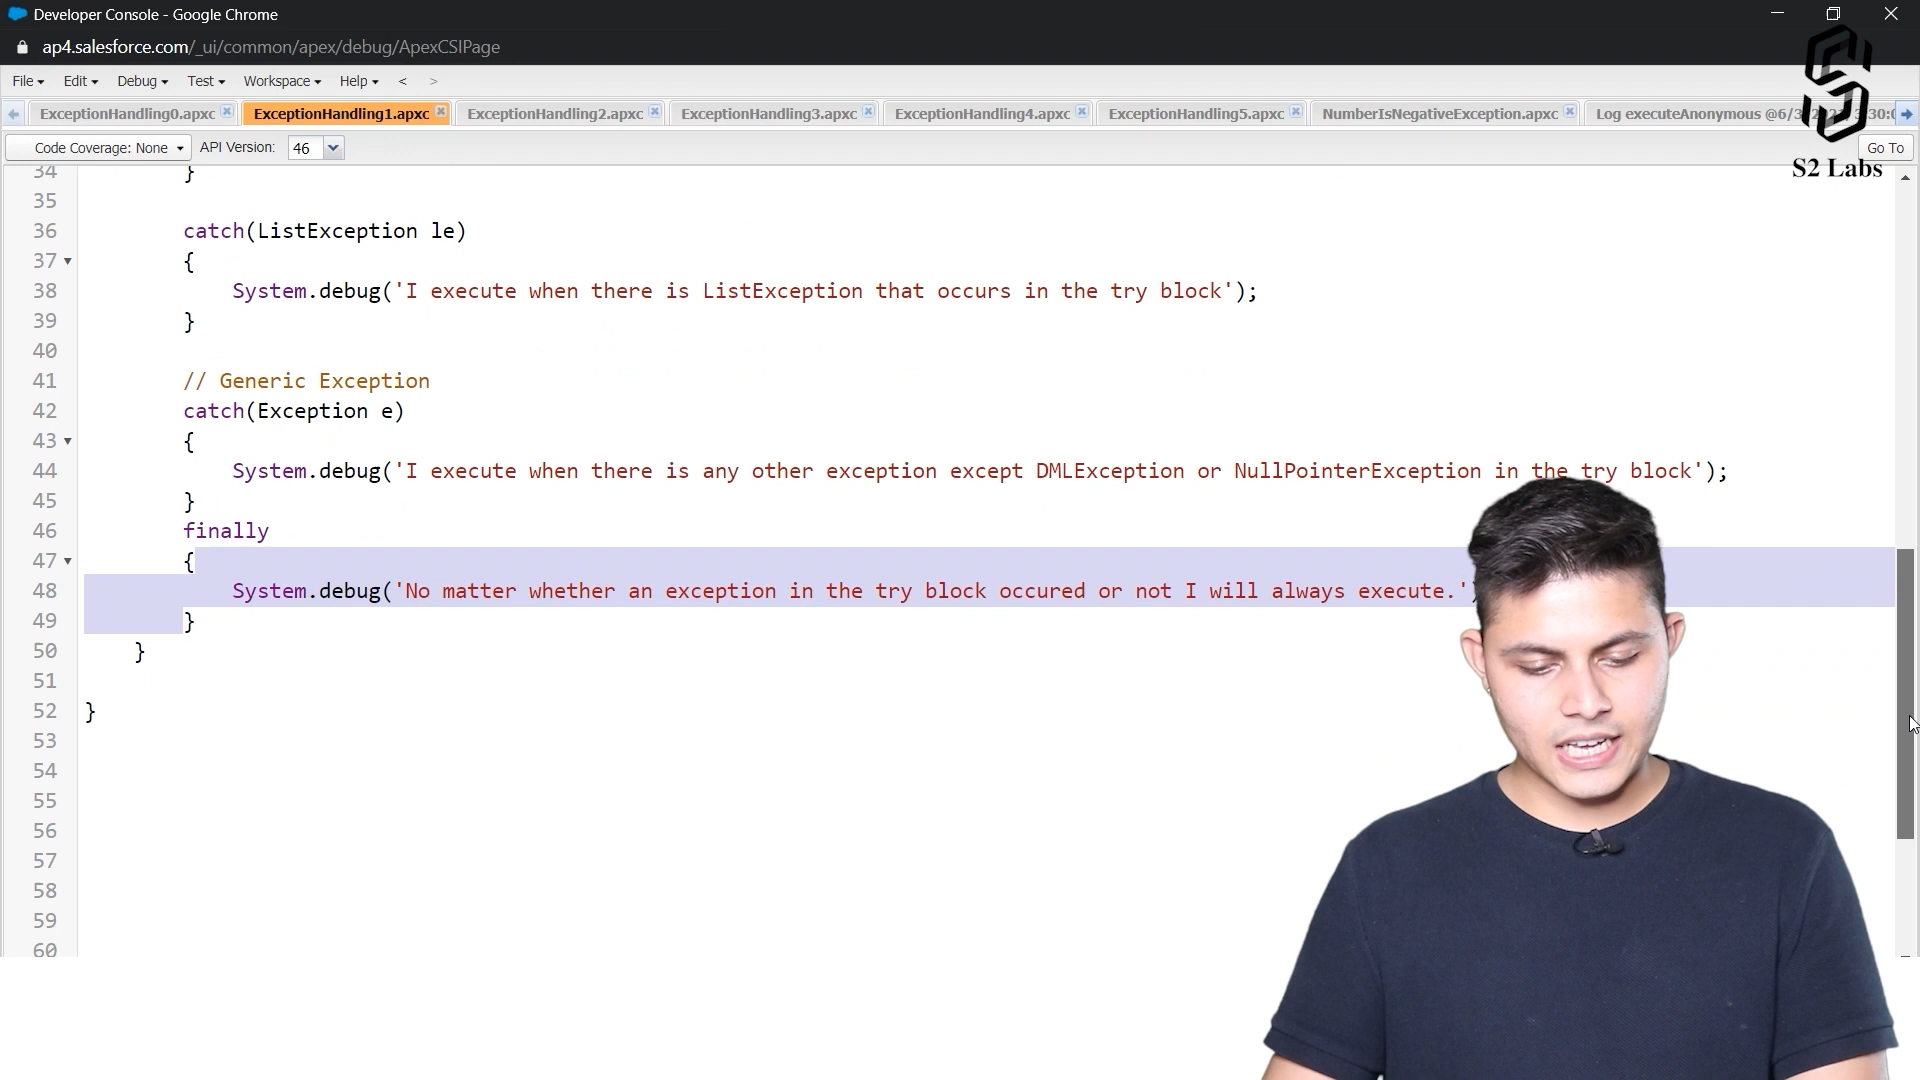 Developer Console - Google Chrome
ap4.salesforce.com/_ui/common/apex/debug/ApexCSIPage
File Edit Debug Test Workspace Help < >
ExceptionHandling0.apxc ExceptionHandling1.apxc ExceptionHandling2.apxc ExceptionHandling3.apxc ExceptionHandling4.apxc ExceptionHandling5.apxc NumberIsNegativeException.apxc Log executeAnonymous
Code Coverage: None API Version: 46 Go To
S2 Labs
34 }
35
36 catch(ListException le)
37 {
38 System.debug('I execute when there is ListException that occurs in the try block');
39 }
40
41 // Generic Exception
42 catch(Exception e)
43 {
44 System.debug('I execute when there is any other exception except DMLException or NullPointerException in the try block');
45 }
46 finally
47 {
48 System.debug('No matter whether an exception in the try block occured or not I will always execute.'
49 }
50 }
51
52 }
53
54
55
56
57
58
59
60